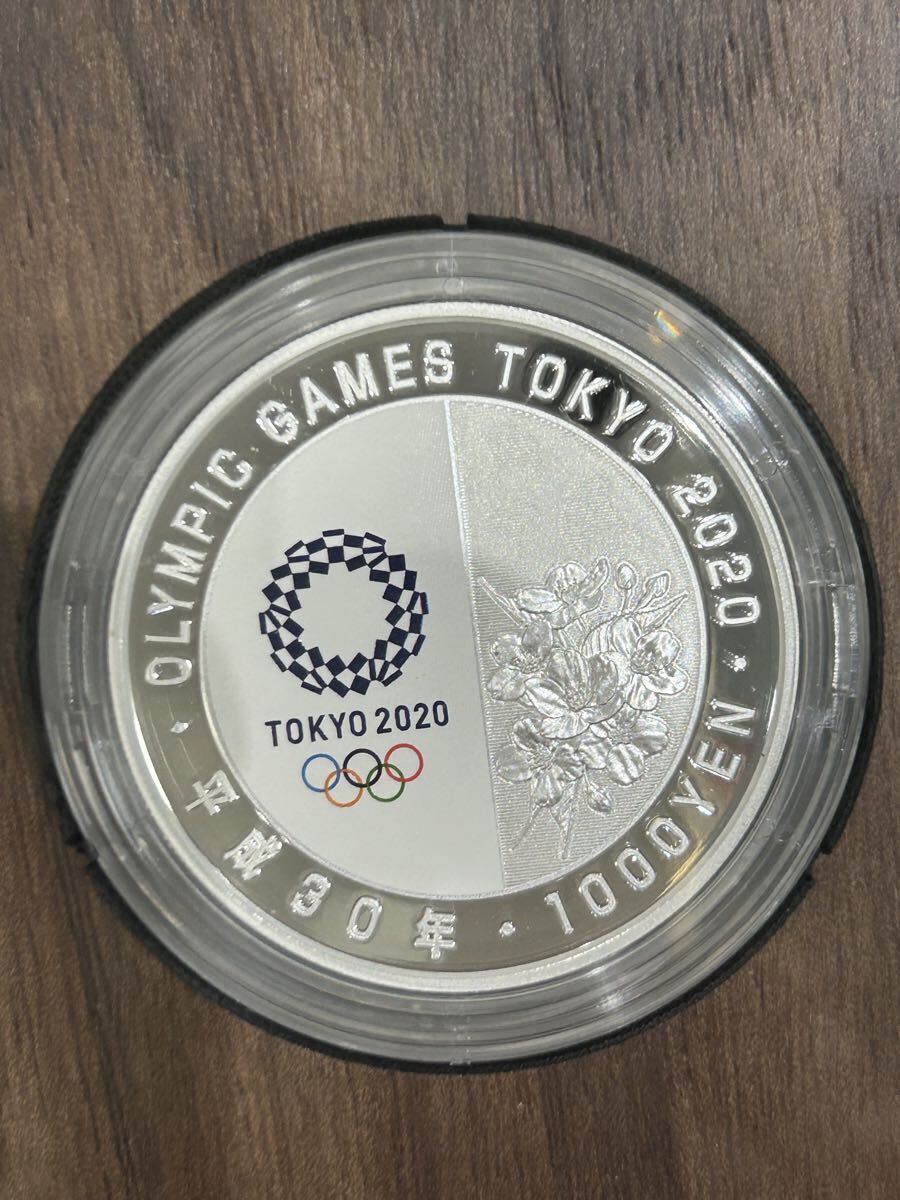 OLYMPIC GAMES TOKYO 2020
TOKYO 2020
平成30年・1000YEN